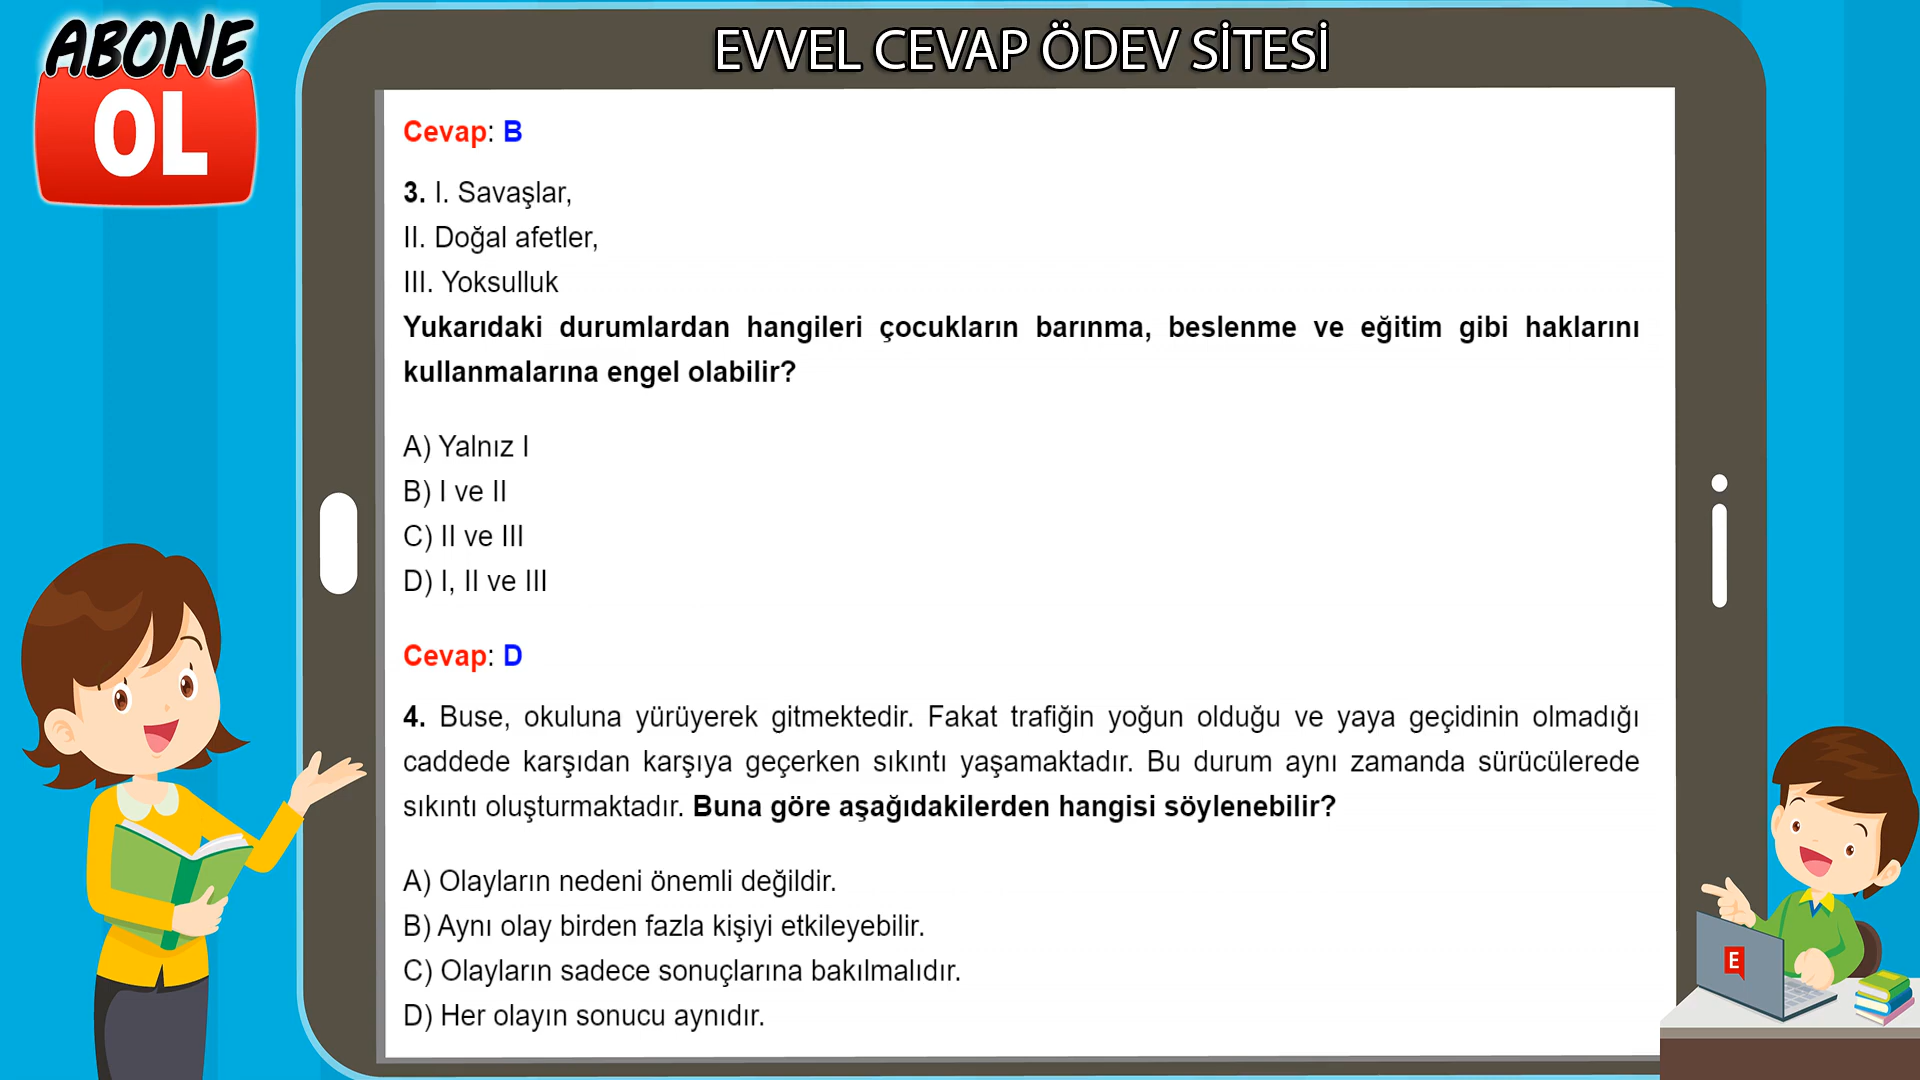 ABONE
OL
EVVEL CEVAP ÖDEV SİTESİ
Cevap: B
3. I. Savaşlar,
II. Doğal afetler,
III. Yoksulluk
Yukarıdaki durumlardan hangileri çocukların barınma, beslenme ve eğitim gibi haklarını
kullanmalarına engel olabilir?
A) Yalnız I
B) I ve II
C) II ve III
D) I, II ve III
Cevap: D
4. Buse, okuluna yürüyerek gitmektedir. Fakat trafiğin yoğun olduğu ve yaya geçidinin olmadığı
caddede karşıdan karşıya geçerken sıkıntı yaşamaktadır. Bu durum aynı zamanda sürücülerede
sıkıntı oluşturmaktadır. Buna göre aşağıdakilerden hangisi söylenebilir?
A) Olayların nedeni önemli değildir.
B) Aynı olay birden fazla kişiyi etkileyebilir.
C) Olayların sadece sonuçlarına bakılmalıdır.
D) Her olayın sonucu aynıdır.
E